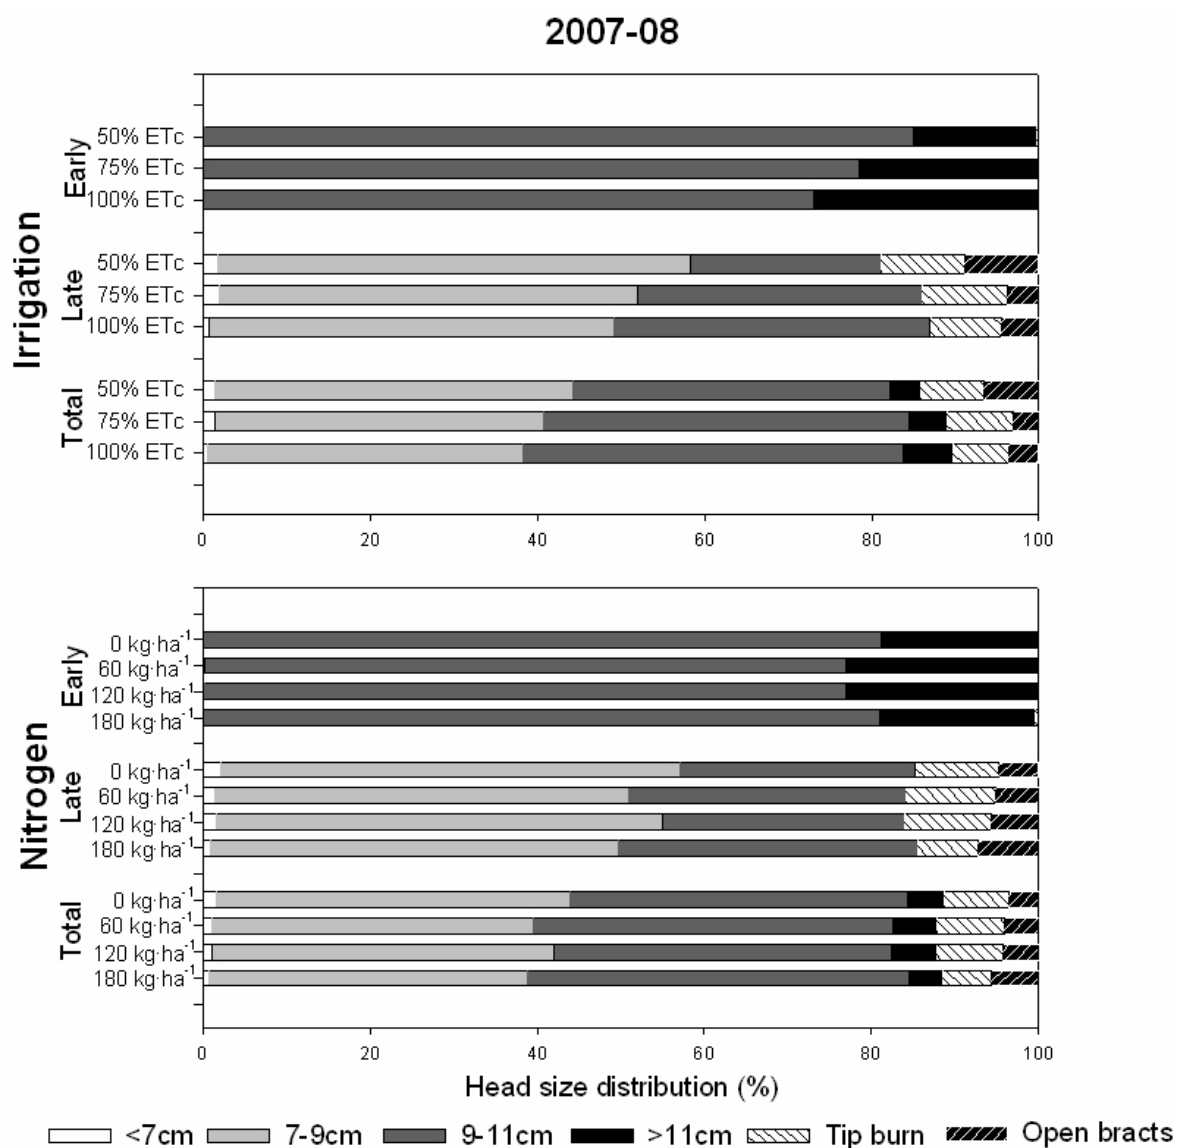 2007-08
Irrigation
Early
50% ETc
75% ETc
100% ETc
Late
50% ETc
75% ETc
100% ETc
Total
50% ETc
75% ETc
100% ETc
0 20 40 60 80 100
Nitrogen
Early
0 kg·ha⁻¹
60 kg·ha⁻¹
120 kg·ha⁻¹
180 kg·ha⁻¹
Late
0 kg·ha⁻¹
60 kg·ha⁻¹
120 kg·ha⁻¹
180 kg·ha⁻¹
Total
0 kg·ha⁻¹
60 kg·ha⁻¹
120 kg·ha⁻¹
180 kg·ha⁻¹
0 20 40 60 80 100
Head size distribution (%)
<7cm 7-9cm 9-11cm >11cm Tip burn Open bracts